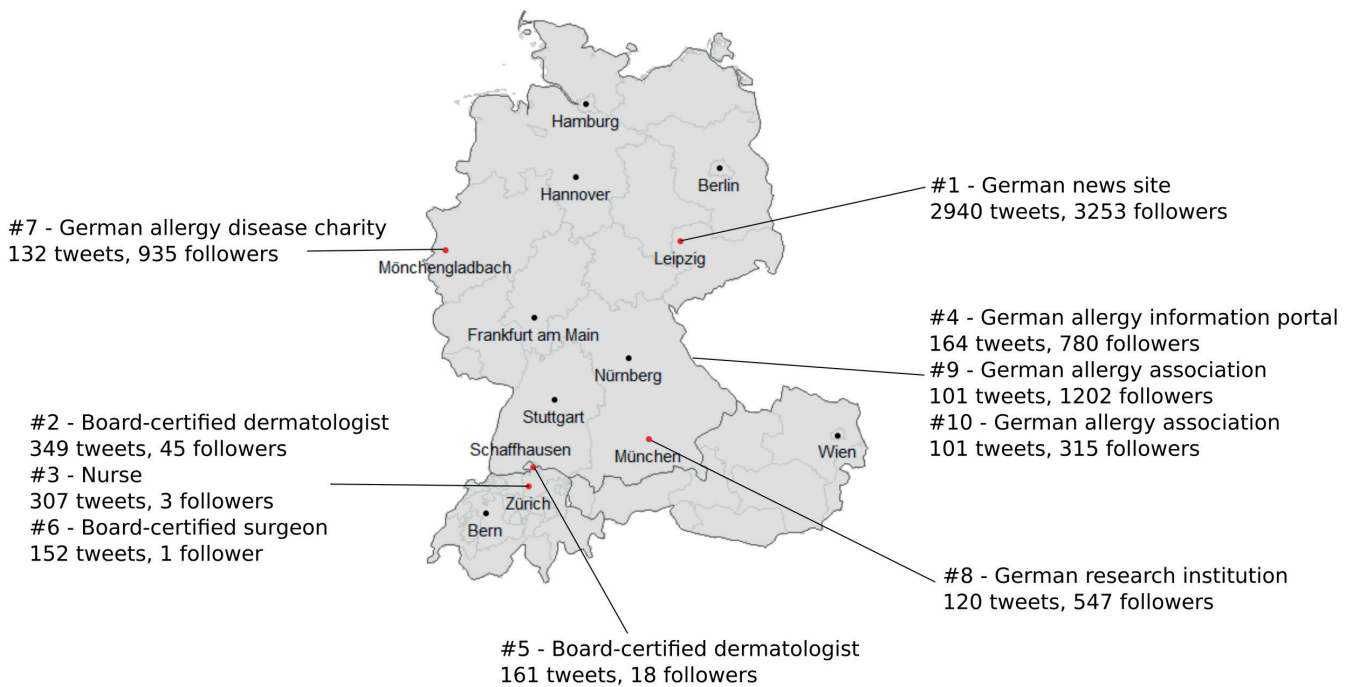 Hamburg
Berlin
Hannover
#1 - German news site
2940 tweets, 3253 followers
#7 - German allergy disease charity
132 tweets, 935 followers
Mönchengladbach
Leipzig
#4 - German allergy information portal
164 tweets, 780 followers
#9 - German allergy association
101 tweets, 1202 followers
#10 - German allergy association
101 tweets, 315 followers
Frankfurt am Main
Nürnberg
Stuttgart
#2 - Board-certified dermatologist
349 tweets, 45 followers
#3 - Nurse
307 tweets, 3 followers
#6 - Board-certified surgeon
152 tweets, 1 follower
Schaffhausen
München
Wien
Zürich
Bern
#8 - German research institution
120 tweets, 547 followers
#5 - Board-certified dermatologist
161 tweets, 18 followers